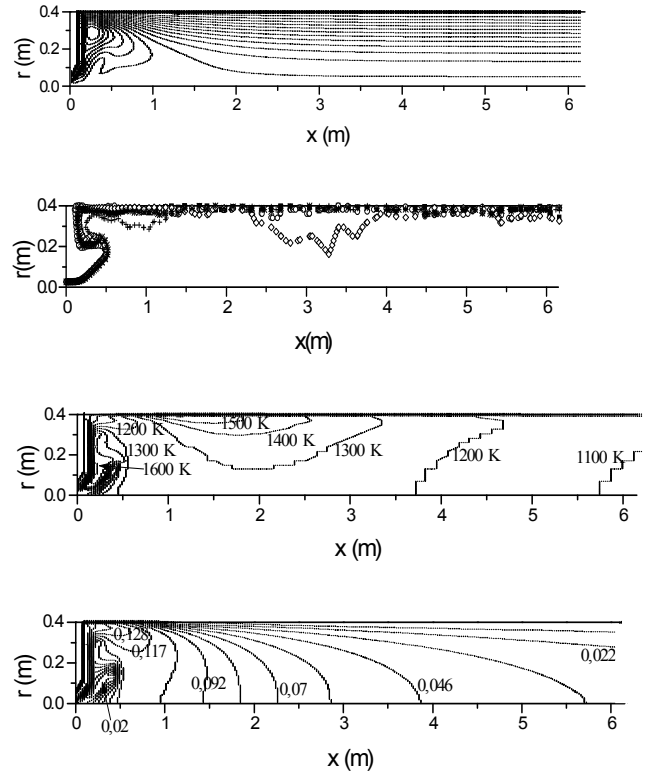 0.4
0.2
0.0
r (m)
0 1 2 3 4 5 6
x (m)
0.4
0.2
0.0
r(m)
0 1 2 3 4 5 6
x(m)
0.4
0.2
0.0
r (m)
1200 K
1500 K
1400 K
1300 K
1600 K
1300 K
1200 K
1100 K
0 1 2 3 4 5 6
x (m)
0.4
0.2
0.0
r (m)
0,128
0,117
0,092
0,07
0,046
0,022
0,02
0 1 2 3 4 5 6
x (m)